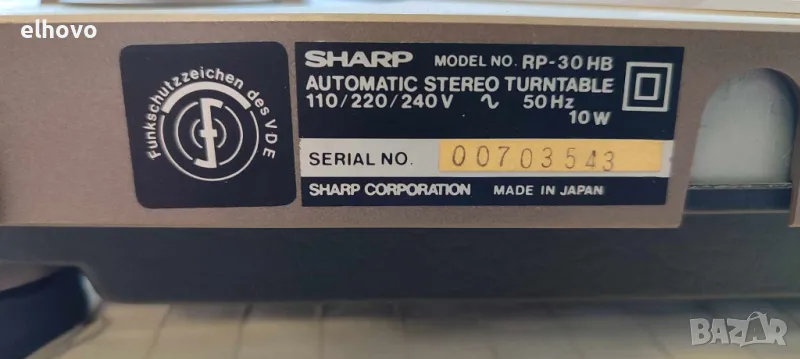 elhovo
Funkschutzzeichen des VDE
SHARP MODEL NO. RP-30HB
AUTOMATIC STEREO TURNTABLE
110/220/240V ~ 50Hz
10W
SERIAL NO. 00703543
SHARP CORPORATION MADE IN JAPAN
BAZAR